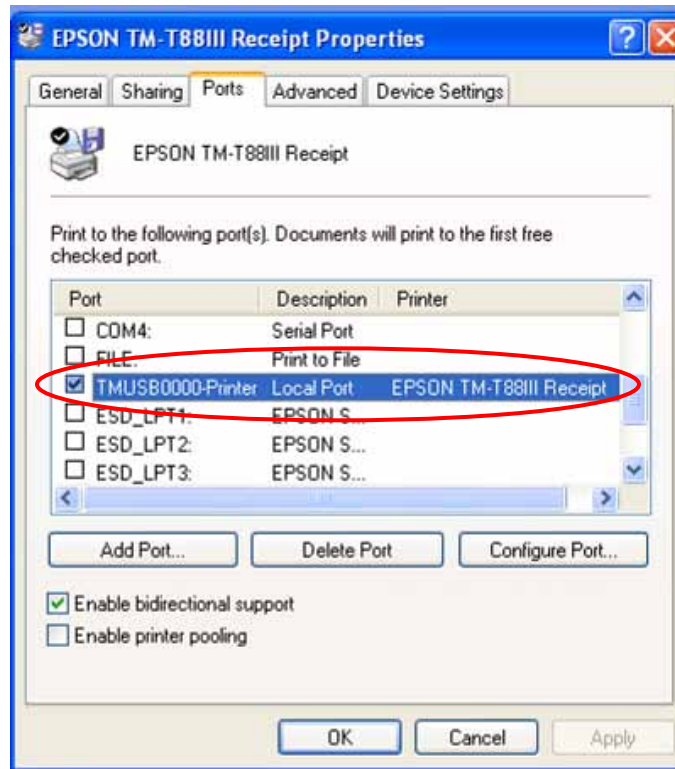 EPSON TM-T88III Receipt Properties
General Sharing Ports Advanced Device Settings
EPSON TM-T88III Receipt
Print to the following port(s). Documents will print to the first free
checked port.
Port Description Printer
COM4: Serial Port
FILE: Print to File
TMUSB0000-Printer Local Port EPSON TM-T88III Receipt
ESD_LPT1: EPSON S...
ESD_LPT2: EPSON S...
ESD_LPT3: EPSON S...
Add Port... Delete Port Configure Port...
Enable bidirectional support
Enable printer pooling
OK Cancel Apply